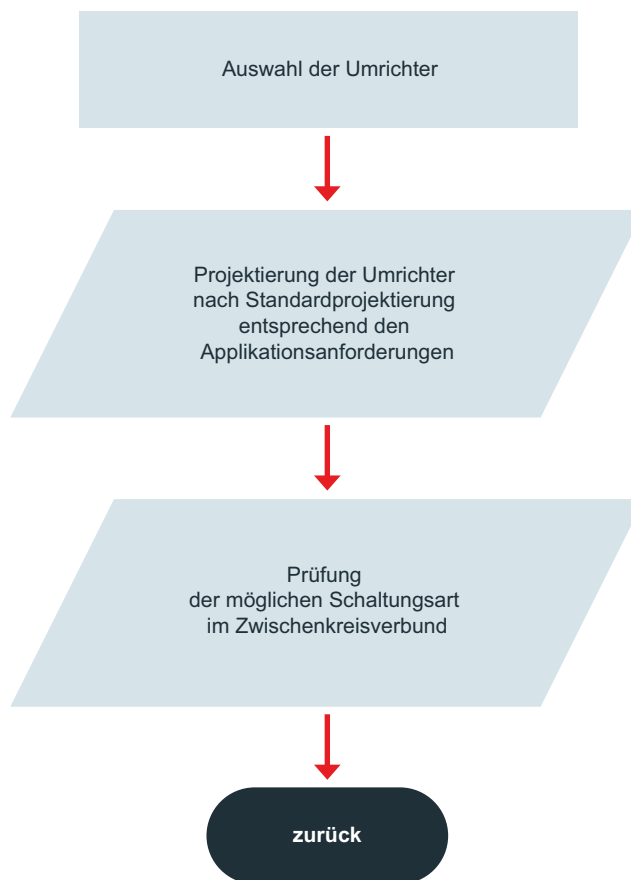 Auswahl der Umrichter
Projektierung der Umrichter
nach Standardprojektierung
entsprechend den
Applikationsanforderungen
Prüfung
der möglichen Schaltungsart
im Zwischenkreisverbund
zurück